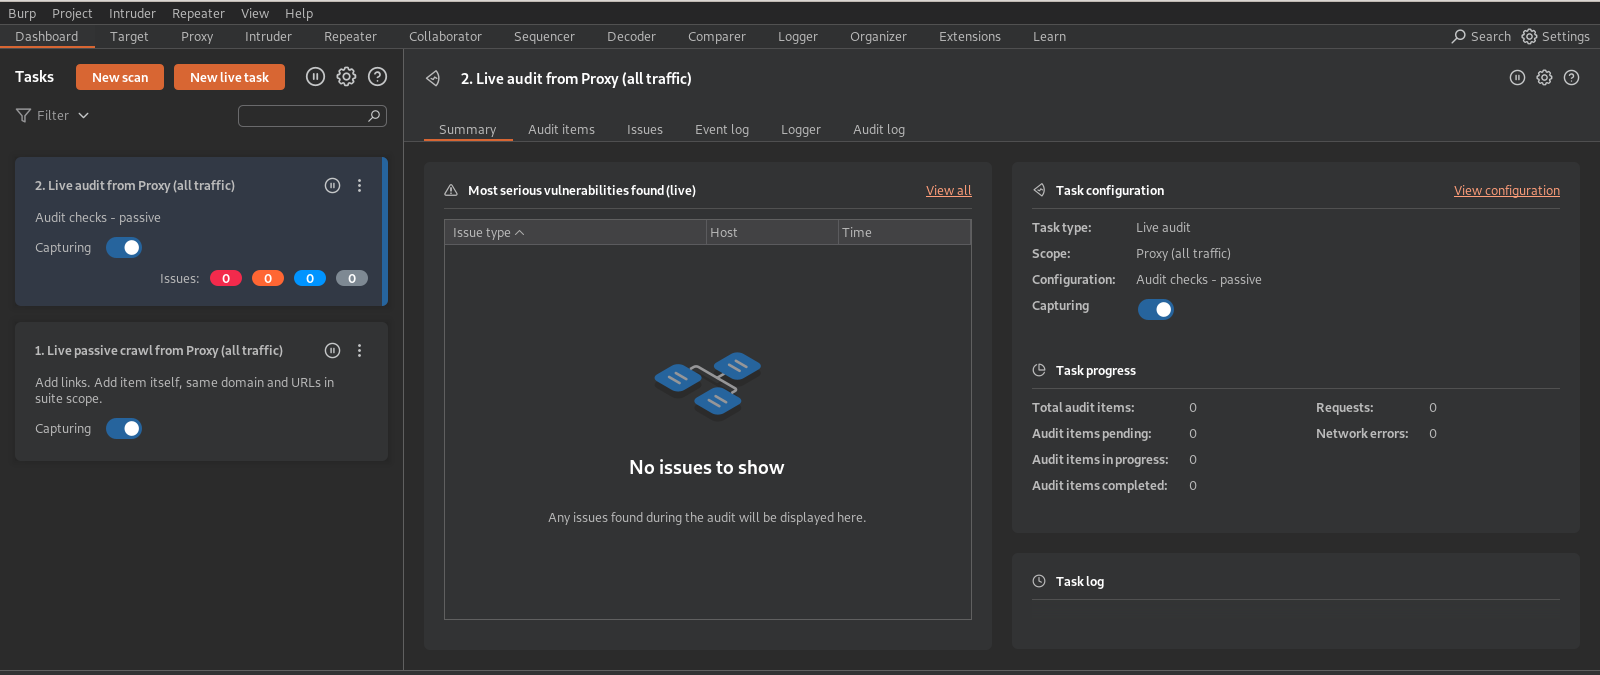 Burp Project Intruder Repeater View Help
Dashboard Target Proxy Intruder Repeater Collaborator Sequencer Decoder Comparer Logger Organizer Extensions Learn Search Settings
Tasks New scan New live task
Filter
2. Live audit from Proxy (all traffic)
Audit checks - passive
Capturing
Issues: 0 0 0 0
1. Live passive crawl from Proxy (all traffic)
Add links. Add item itself, same domain and URLs in
suite scope.
Capturing
2. Live audit from Proxy (all traffic)
Summary Audit items Issues Event log Logger Audit log
Most serious vulnerabilities found (live) View all
Issue type Host Time
No issues to show
Any issues found during the audit will be displayed here.
Task configuration View configuration
Task type: Live audit
Scope: Proxy (all traffic)
Configuration: Audit checks - passive
Capturing
Task progress
Total audit items: 0 Requests: 0
Audit items pending: 0 Network errors: 0
Audit items in progress: 0
Audit items completed: 0
Task log